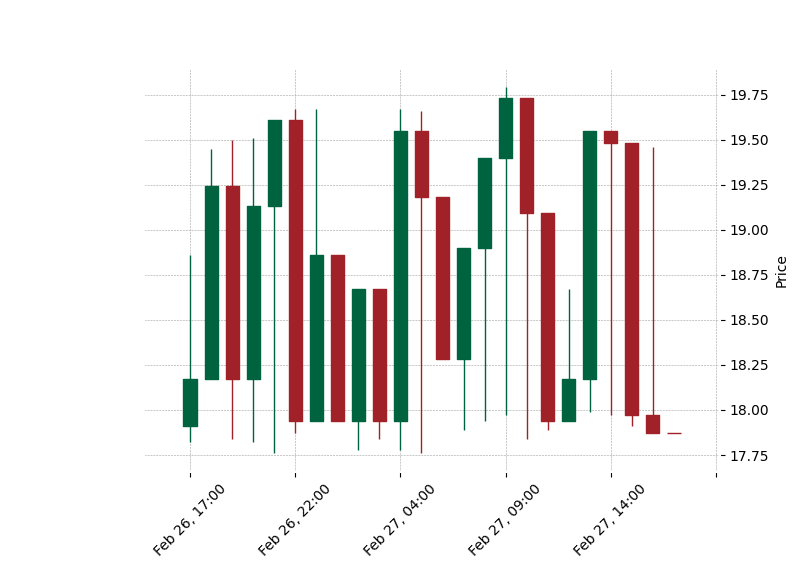 19.75
19.50
19.25
19.00
18.75
18.50
18.25
18.00
17.75
Price
Feb 26, 17:00
Feb 26, 22:00
Feb 27, 04:00
Feb 27, 09:00
Feb 27, 14:00